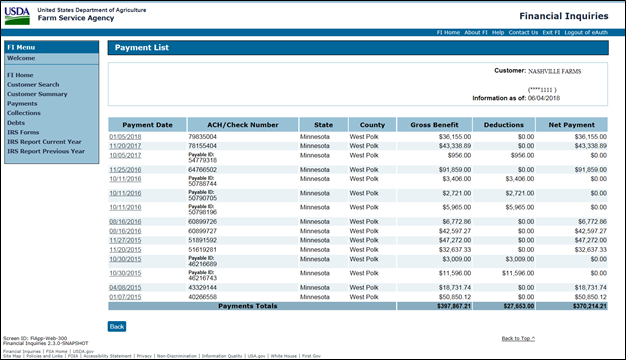 USDA
United States Department of Agriculture
Farm Service Agency
Financial Inquiries
FI Home About FI Help Contact Us Exit FI Logout of eAuth
FI Menu
Welcome
FI Home
Customer Search
Customer Summary
Payments
Collections
Debts
IRS Forms
IRS Report Current Year
IRS Report Previous Year
Payment List
Customer: NASHVILLE FARMS
(****1111 )
Information as of: 06/04/2018
Payment Date ACH/Check Number State County Gross Benefit Deductions Net Payment
01/05/2018 79835004 Minnesota West Polk $36,155.00 $0.00 $36,155.00
11/20/2017 78155404 Minnesota West Polk $43,338.89 $0.00 $43,338.89
10/05/2017 Payable ID: 54779318 Minnesota West Polk $956.00 $956.00 $0.00
11/25/2016 64766502 Minnesota West Polk $91,859.00 $0.00 $91,859.00
10/11/2016 Payable ID: 50788744 Minnesota West Polk $3,406.00 $3,406.00 $0.00
10/11/2016 Payable ID: 50790705 Minnesota West Polk $2,721.00 $2,721.00 $0.00
10/11/2016 Payable ID: 50798196 Minnesota West Polk $5,965.00 $5,965.00 $0.00
08/16/2016 60899726 Minnesota West Polk $6,772.86 $0.00 $6,772.86
08/16/2016 60899727 Minnesota West Polk $42,597.27 $0.00 $42,597.27
11/27/2015 51891592 Minnesota West Polk $47,272.00 $0.00 $47,272.00
11/20/2015 51619281 Minnesota West Polk $32,637.33 $0.00 $32,637.33
10/30/2015 Payable ID: 46216689 Minnesota West Polk $3,009.00 $3,009.00 $0.00
10/30/2015 Payable ID: 46216743 Minnesota West Polk $11,596.00 $11,596.00 $0.00
04/08/2015 43329144 Minnesota West Polk $18,731.74 $0.00 $18,731.74
01/07/2015 40266558 Minnesota West Polk $50,850.12 $0.00 $50,850.12
Payments Totals $397,867.21 $27,653.00 $370,214.21
Back
Back to Top ^
Screen ID: FIApp-Web-300
Financial Inquiries 2.3.0-SNAPSHOT
Financial Inquiries | FSA Home | USDA.gov
Site Map | Policies and Links | FOIA | Accessibility Statement | Privacy | Non-Discrimination | Information Quality | USA.gov | White House | First Gov